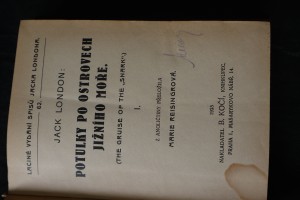 LACINÉ VYDÁNÍ SPISŮ JACKA LONDONA.
62.
JACK LONDON:
POTULKY PO OSTROVECH
JIŽNÍHO MOŘE.
(THE CRUISE OF THE „SNARK“.)
I.
Z ANGLIČTINY PŘELOŽILA
MARIE REISINGROVÁ.
NAKLADATEL B. KOČÍ, KNIHKUPEC,
PRAHA I., MASARYKOVO NÁBŘ. 14.